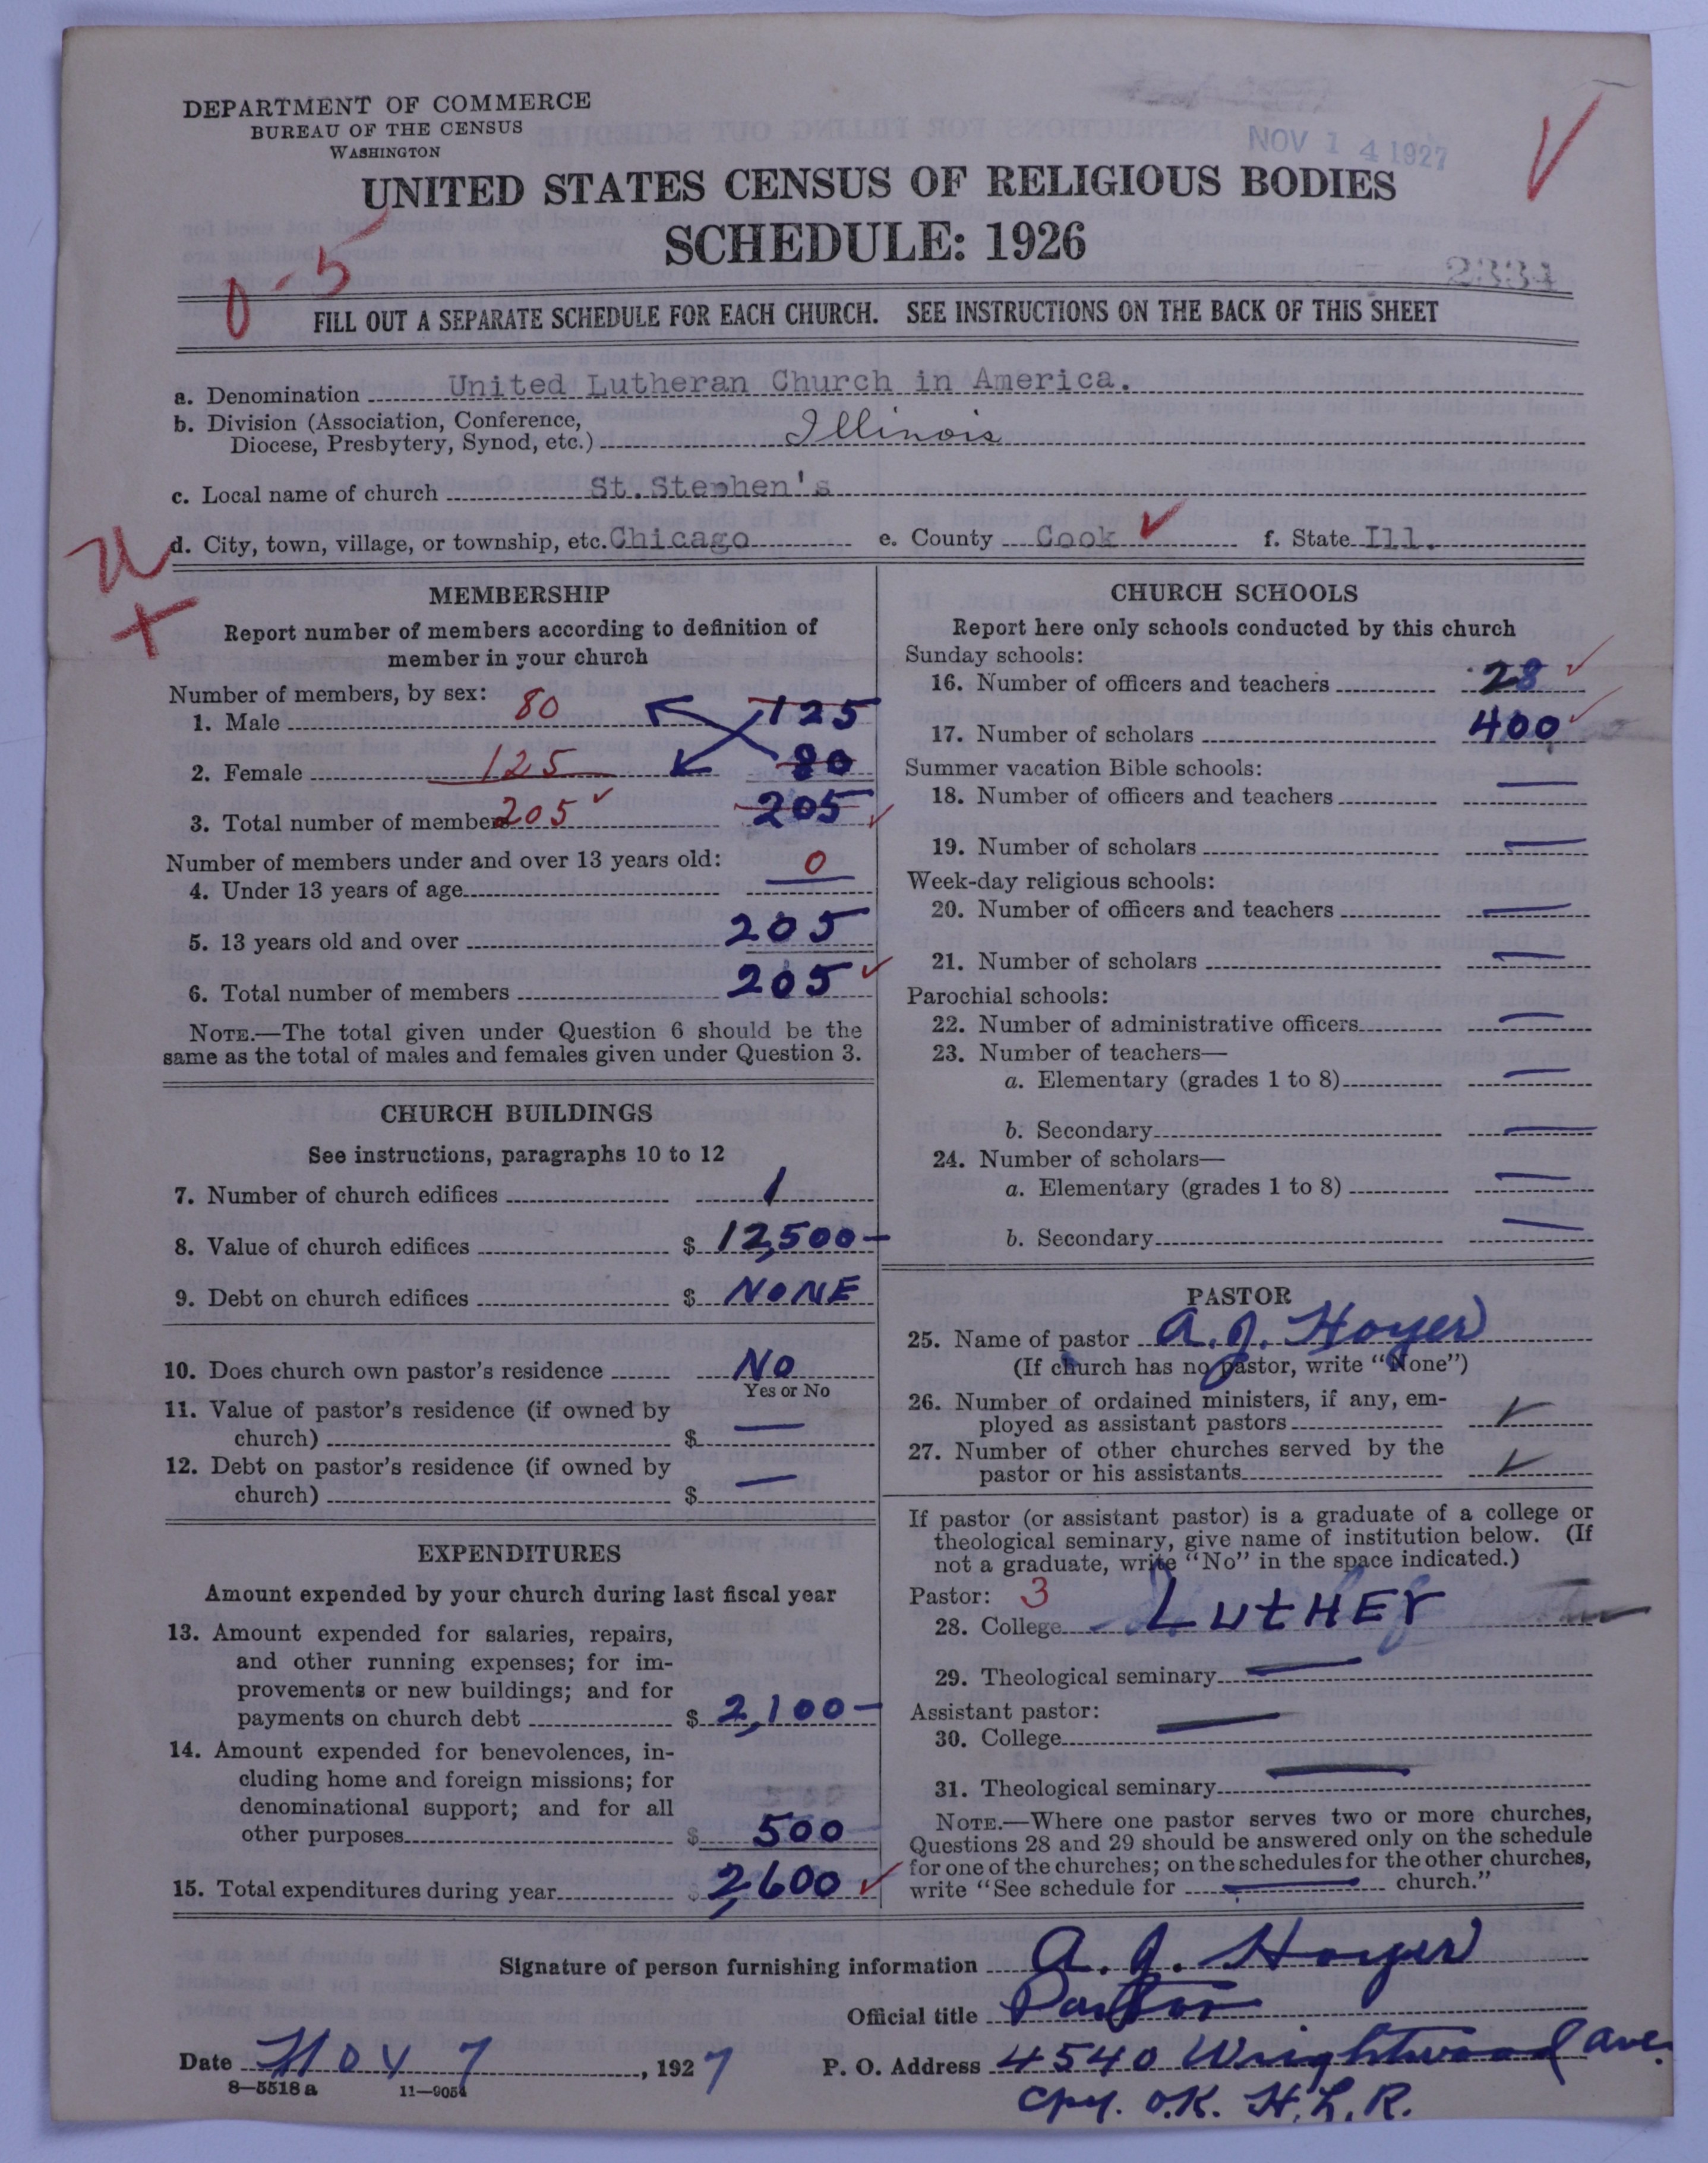 DEPARTMENT OF COMMERCE
BUREAU OF THE CENSUS
WASHINGTON
NOV 14 1927
UNITED STATES CENSUS OF RELIGIOUS BODIES
SCHEDULE: 1926
0-5
2334
FILL OUT A SEPARATE SCHEDULE FOR EACH CHURCH. SEE INSTRUCTIONS ON THE BACK OF THIS SHEET
a. Denomination United Lutheran Church in America.
b. Division (Association, Conference,
Diocese, Presbytery, Synod, etc.) Illinois
c. Local name of church St.Stephen's
d. City, town, village, or township, etc. Chicago e. County Cook f. State Ill.
MEMBERSHIP
Report number of members according to definition of
member in your church
Number of members, by sex:
1. Male 80 125
2. Female 125 80
3. Total number of members 205 205
Number of members under and over 13 years old:
4. Under 13 years of age 0
5. 13 years old and over 205
6. Total number of members 205
NOTE.—The total given under Question 6 should be the
same as the total of males and females given under Question 3.
CHURCH BUILDINGS
See instructions, paragraphs 10 to 12
7. Number of church edifices 1
8. Value of church edifices $ 12,500—
9. Debt on church edifices $ NONE
10. Does church own pastor's residence No
Yes or No
11. Value of pastor's residence (if owned by
church) $ —
12. Debt on pastor's residence (if owned by
church) $ —
EXPENDITURES
Amount expended by your church during last fiscal year
13. Amount expended for salaries, repairs,
and other running expenses; for im-
provements or new buildings; and for
payments on church debt $ 2,100—
14. Amount expended for benevolences, in-
cluding home and foreign missions; for
denominational support; and for all
other purposes $ 500—
15. Total expenditures during year $ 2,600
CHURCH SCHOOLS
Report here only schools conducted by this church
Sunday schools:
16. Number of officers and teachers 28
17. Number of scholars 400
Summer vacation Bible schools:
18. Number of officers and teachers —
19. Number of scholars —
Week-day religious schools:
20. Number of officers and teachers —
21. Number of scholars —
Parochial schools:
22. Number of administrative officers —
23. Number of teachers—
a. Elementary (grades 1 to 8) —
b. Secondary —
24. Number of scholars—
a. Elementary (grades 1 to 8) —
b. Secondary —
PASTOR
25. Name of pastor A. J. Hoyer
(If church has no pastor, write "None")
26. Number of ordained ministers, if any, em-
ployed as assistant pastors ✓
27. Number of other churches served by the
pastor or his assistants ✓
If pastor (or assistant pastor) is a graduate of a college or
theological seminary, give name of institution below. (If
not a graduate, write "No" in the space indicated.)
Pastor: 3
28. College LUtHEr
29. Theological seminary —
Assistant pastor:
30. College —
31. Theological seminary —
NOTE.—Where one pastor serves two or more churches,
Questions 28 and 29 should be answered only on the schedule
for one of the churches; on the schedules for the other churches,
write "See schedule for — church."
Signature of person furnishing information A. J. Hoyer
Official title Pastor
Date Nov 7, 1927 P. O. Address 4540 Wrightwood ave.
8—5518a 11—9054
cpy. O.K. H.L.R.